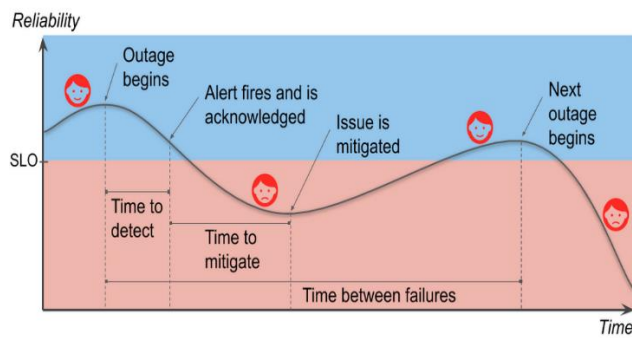 Reliability
Outage
begins
Alert fires and is
acknowledged
Issue is
mitigated
Next
outage
begins
SLO
Time to
detect
Time to
mitigate
Time between failures
Time